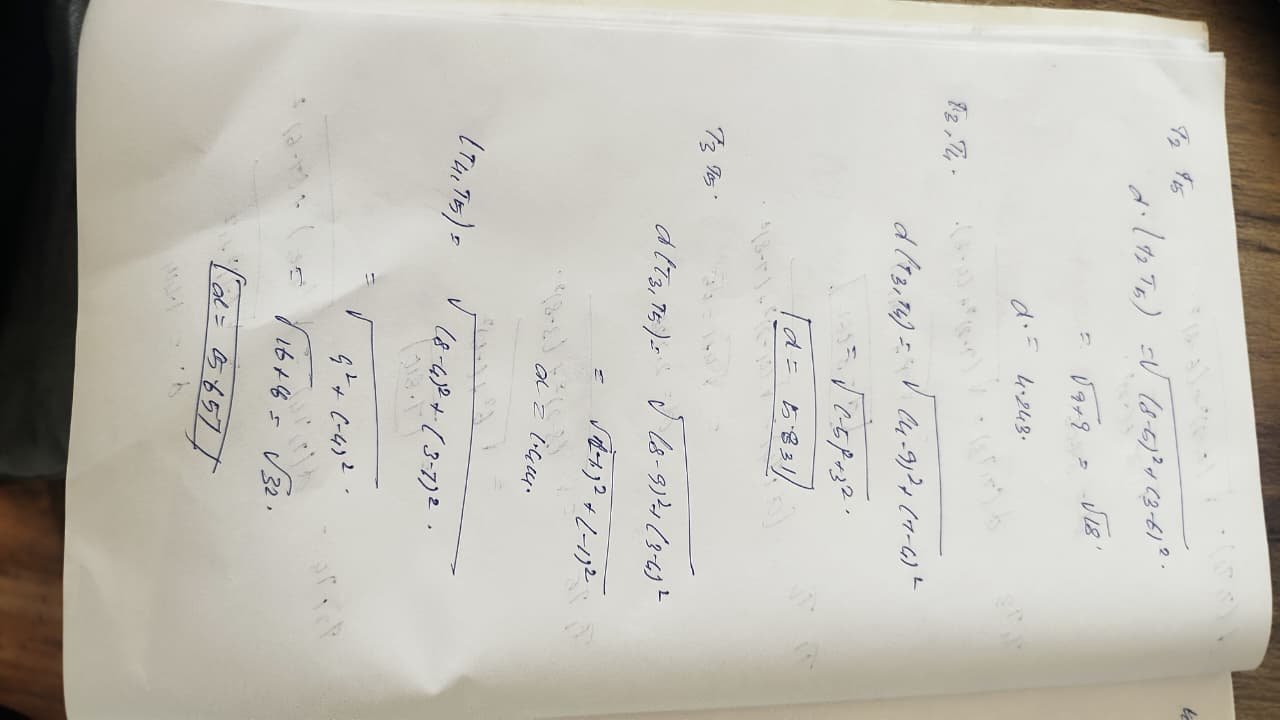 T2 T5
d.(T2 T5) = √(8-5)²+(3-6)².
= √9+9 = √18.
d. = 4.243.
T3, T4.
d(T3,T4) = √(4-9)²+(7-4)²
= √(-5)²+3².
d = 5.831
T3 T5.
d(T3,T5) = √(8-9)²+(3-4)²
= √(-1)²+(-1)²
d = 1.414.
(T4,T5) = √(8-4)²+(3-7)².
= √4²+(-4)².
= √16+16 = √32.
d = 5.657